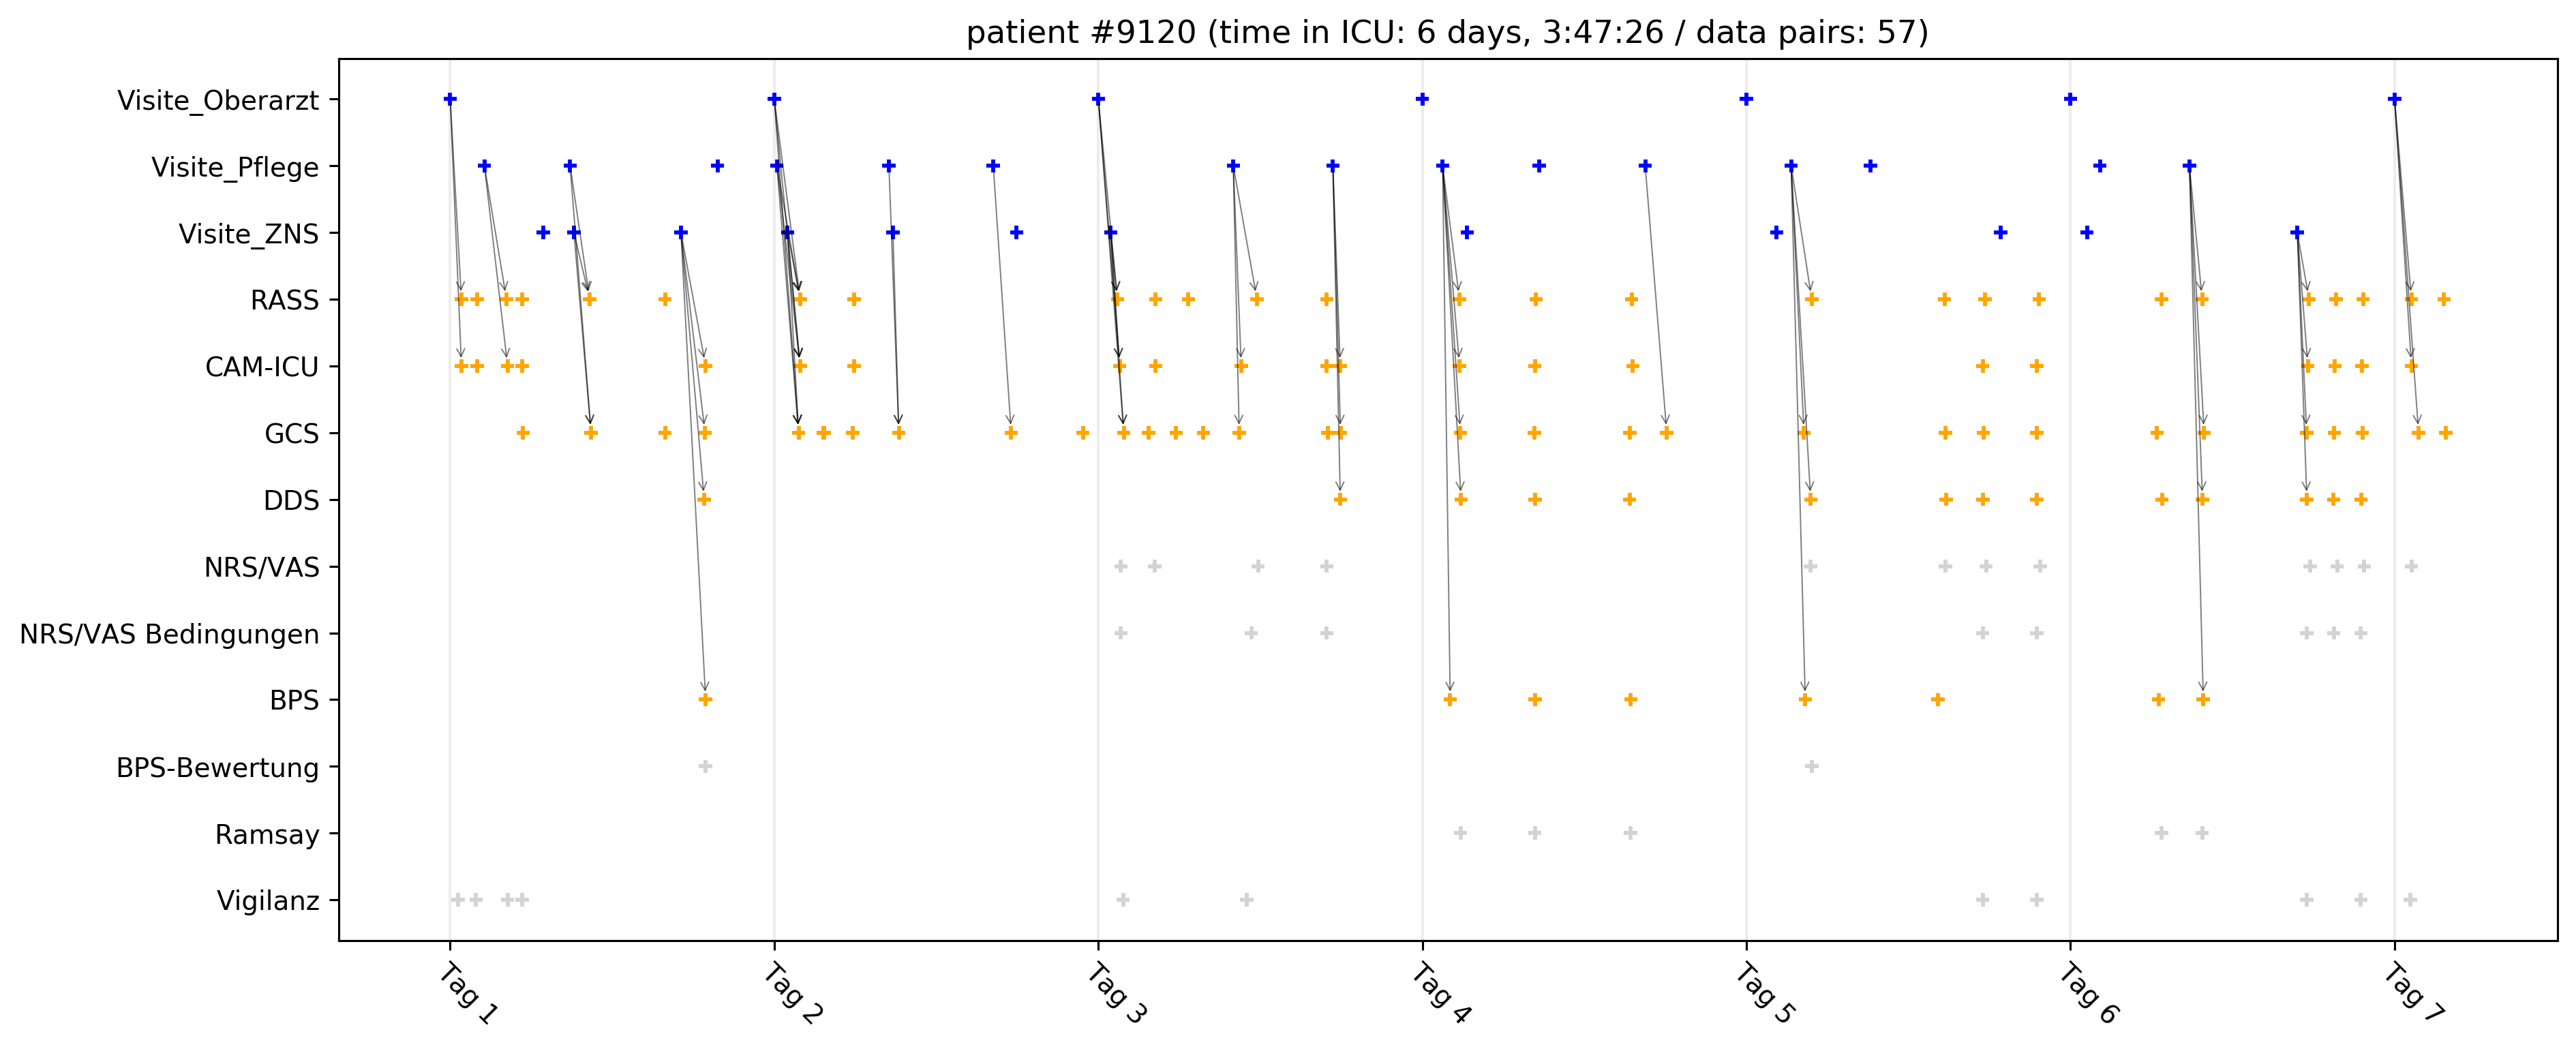 patient #9120 (time in ICU: 6 days, 3:47:26 / data pairs: 57)
Visite_Oberarzt
Visite_Pflege
Visite_ZNS
RASS
CAM-ICU
GCS
DDS
NRS/VAS
NRS/VAS Bedingungen
BPS
BPS-Bewertung
Ramsay
Vigilanz
Tag 1
Tag 2
Tag 3
Tag 4
Tag 5
Tag 6
Tag 7